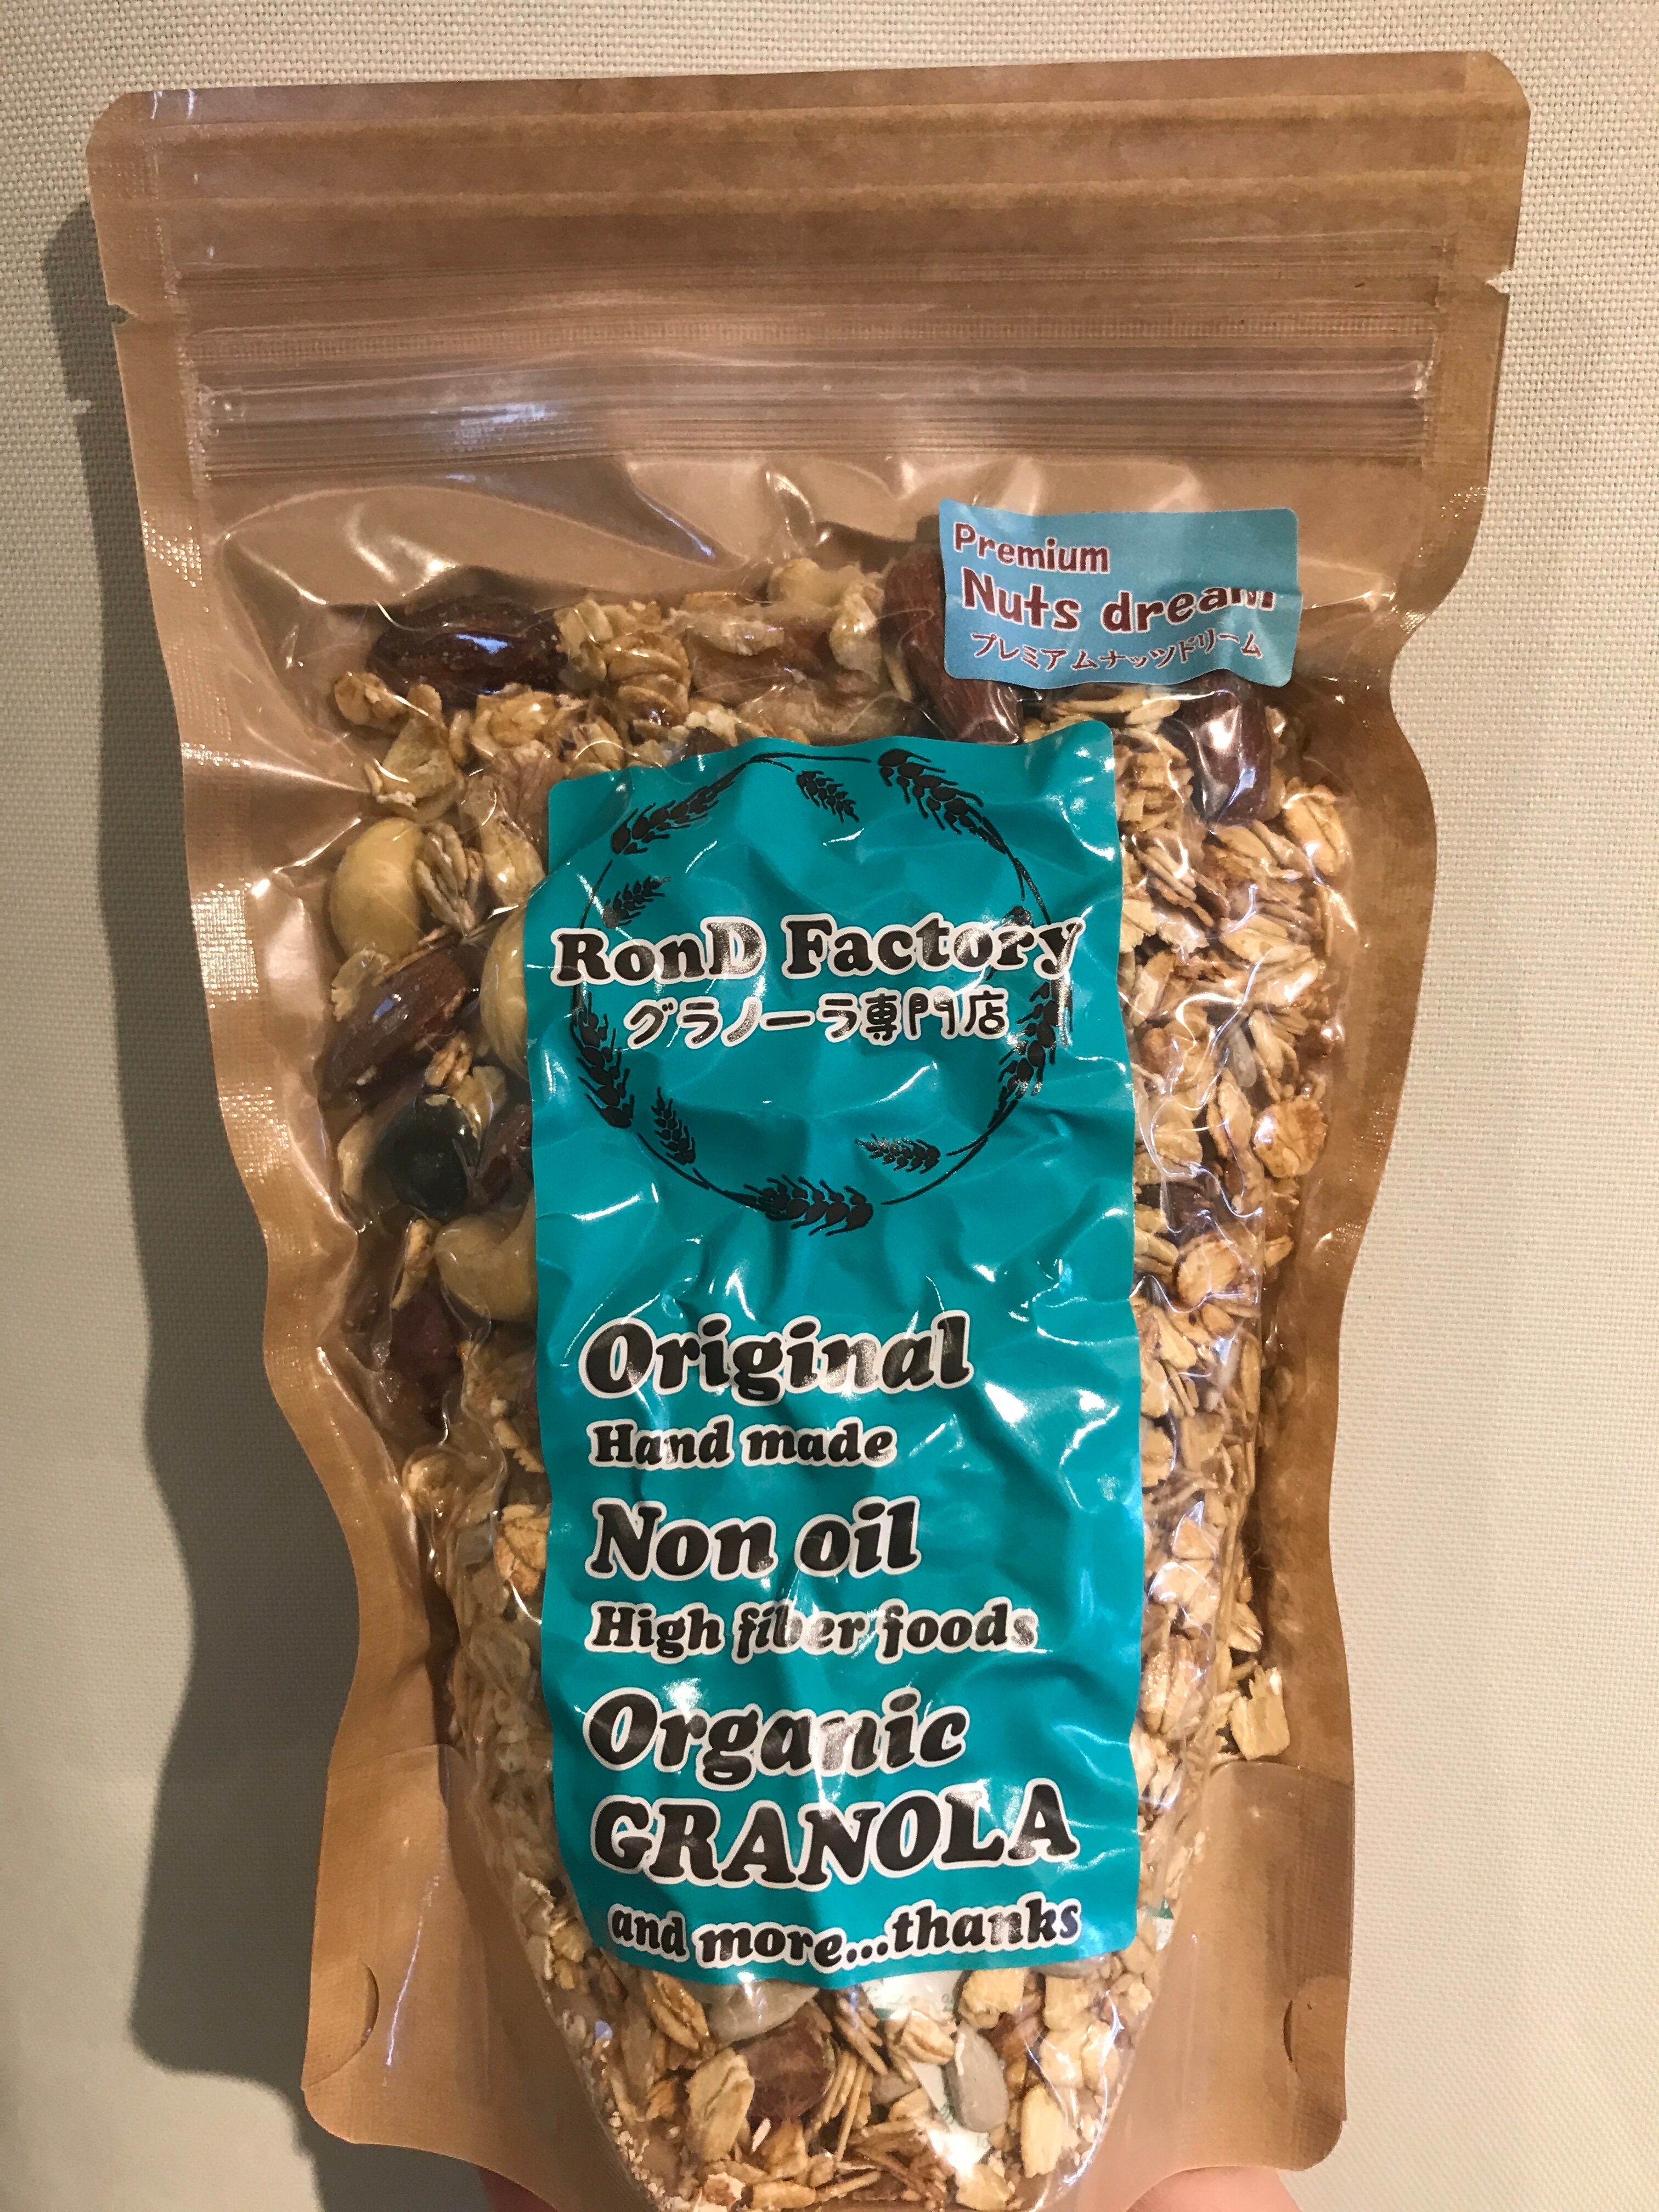 Premium
Nuts dream
プレミアムナッツドリーム
RonD Factory
グラノーラ専門店
Original
Hand made
Non oil
High fiber foods
Organic
GRANOLA
and more...thanks